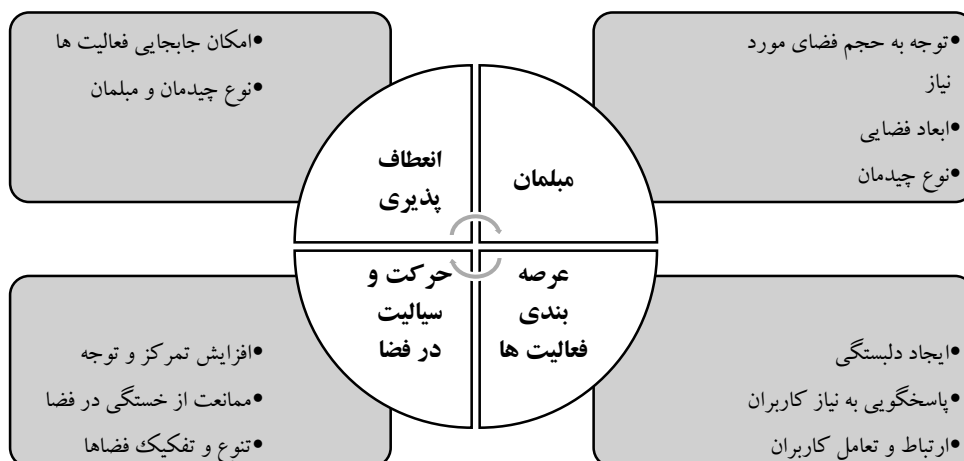 •توجه به حجم فضای مورد
نیاز
•ابعاد فضایی
•نوع چیدمان
مبلمان
•امکان جابجایی فعالیت ها
•نوع چیدمان و مبلمان
انعطاف
پذیری
عرصه
بندی
فعالیت ها
•ایجاد دلبستگی
•پاسخگویی به نیاز کاربران
•ارتباط و تعامل کاربران
حرکت و
سیالیت
در فضا
•افزایش تمرکز و توجه
•ممانعت از خستگی در فضا
•تنوع و تفکیک فضاها